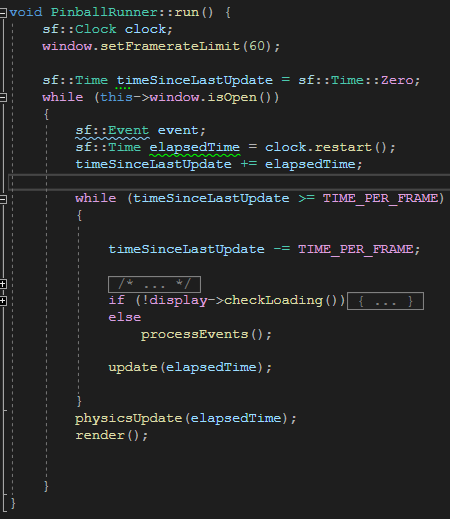 void PinballRunner::run() {
sf::Clock clock;
window.setFramerateLimit(60);
sf::Time timeSinceLastUpdate = sf::Time::Zero;
while (this->window.isOpen())
{
sf::Event event;
sf::Time elapsedTime = clock.restart();
timeSinceLastUpdate += elapsedTime;
while (timeSinceLastUpdate >= TIME_PER_FRAME)
{
timeSinceLastUpdate -= TIME_PER_FRAME;
/* ... */
if (!display->checkLoading()) { ... }
else
processEvents();
update(elapsedTime);
}
physicsUpdate(elapsedTime);
render();
}
}